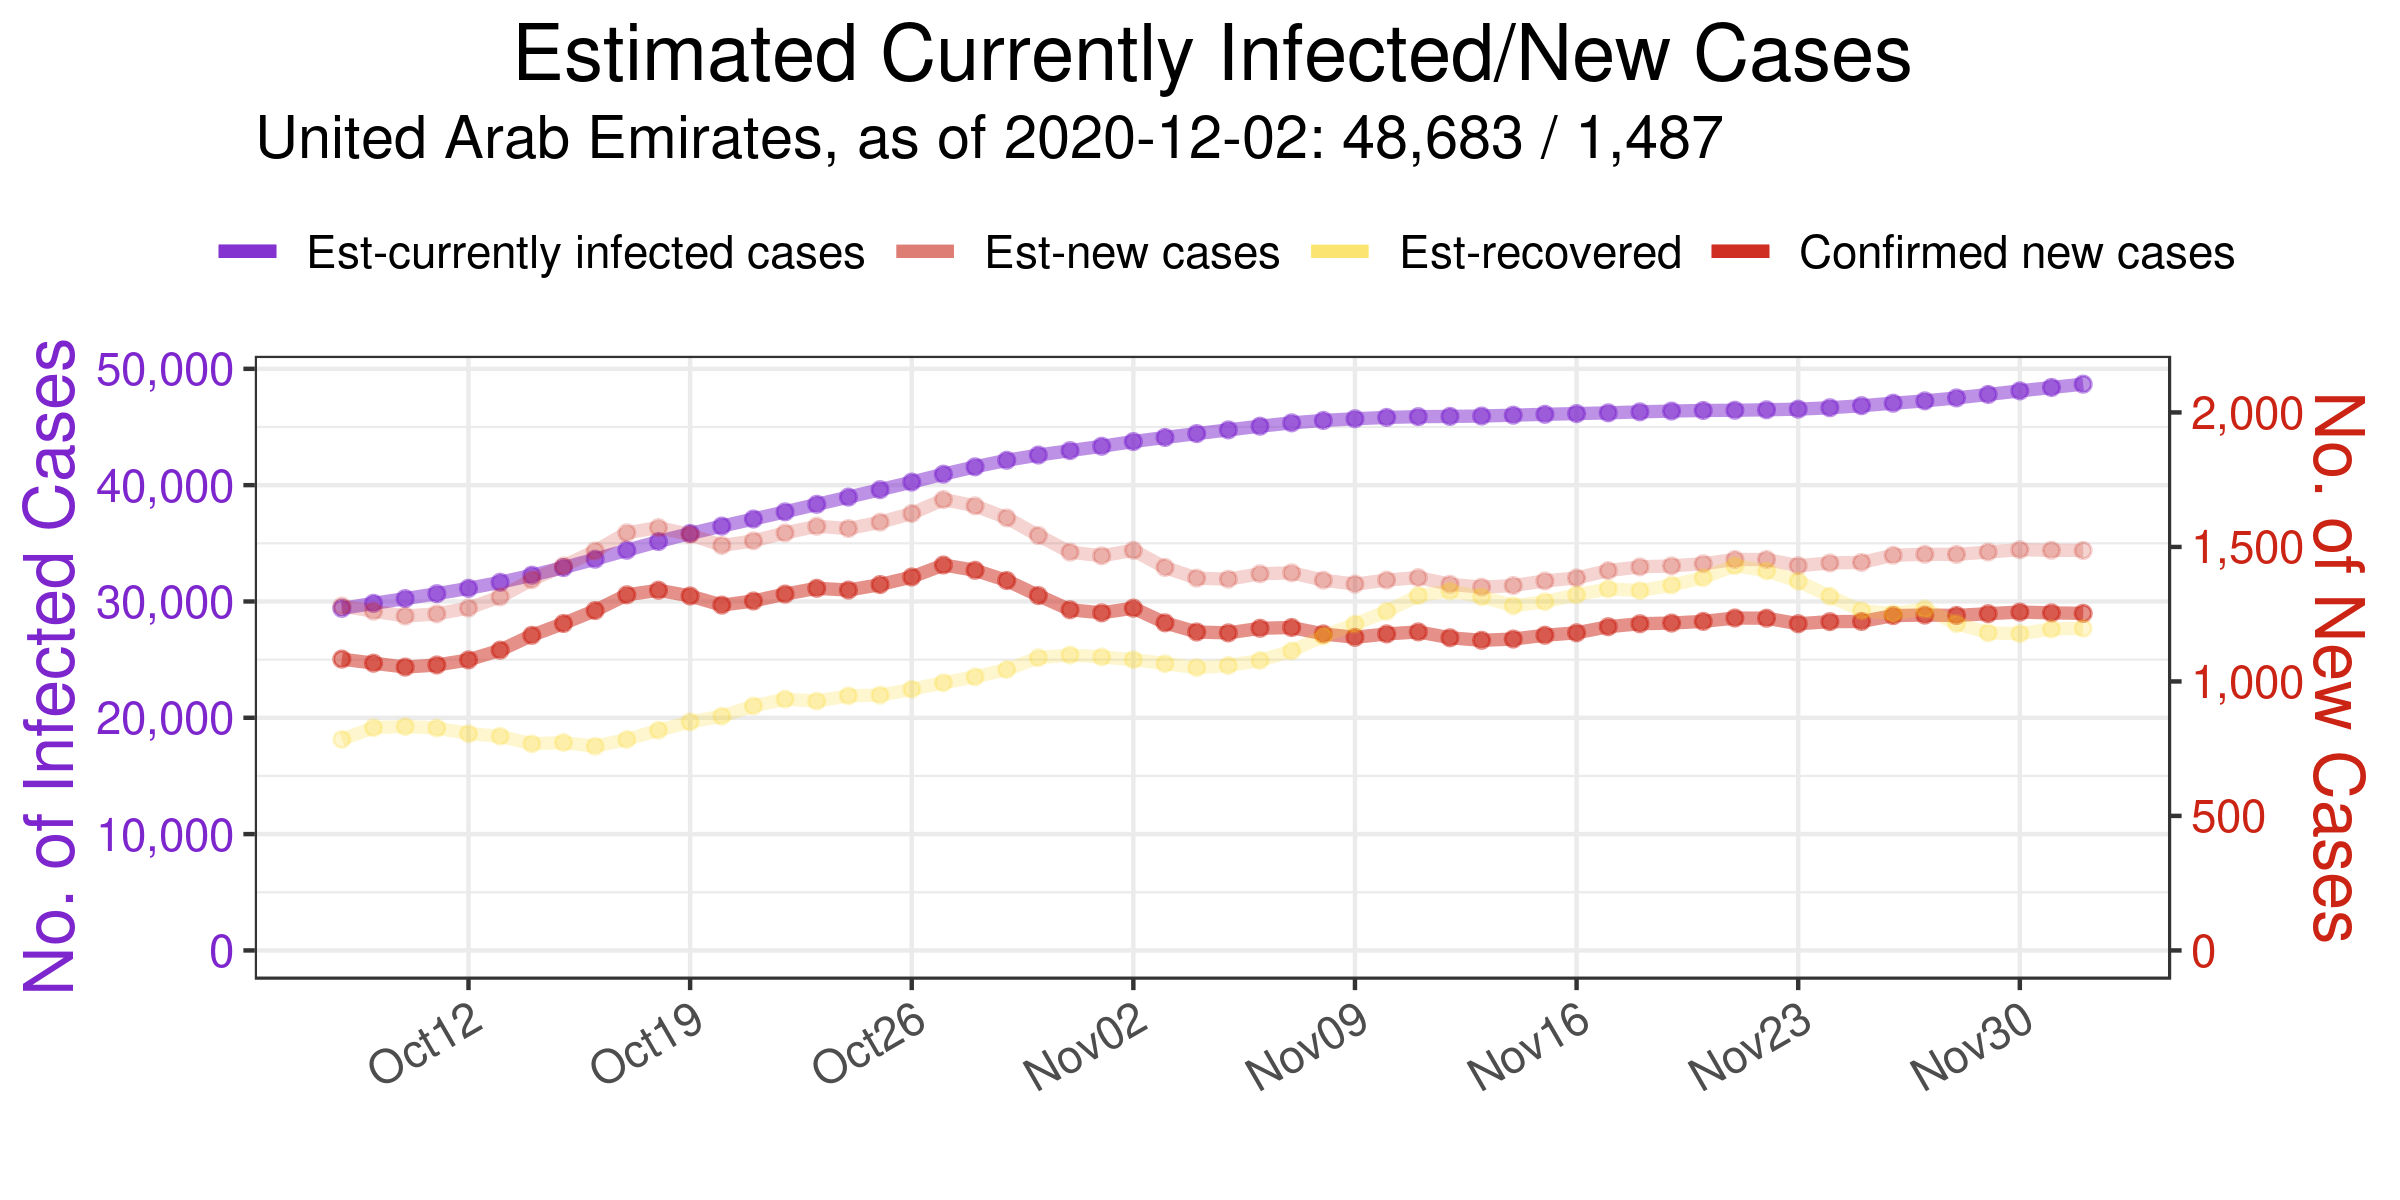 Estimated Currently Infected/New Cases
United Arab Emirates, as of 2020-12-02: 48,683 / 1,487
Est-currently infected cases Est-new cases Est-recovered Confirmed new cases
No. of Infected Cases
50,000
40,000
30,000
20,000
10,000
0
2,000
1,500
1,000
500
0
No. of New Cases
Oct12 Oct19 Oct26 Nov02 Nov09 Nov16 Nov23 Nov30